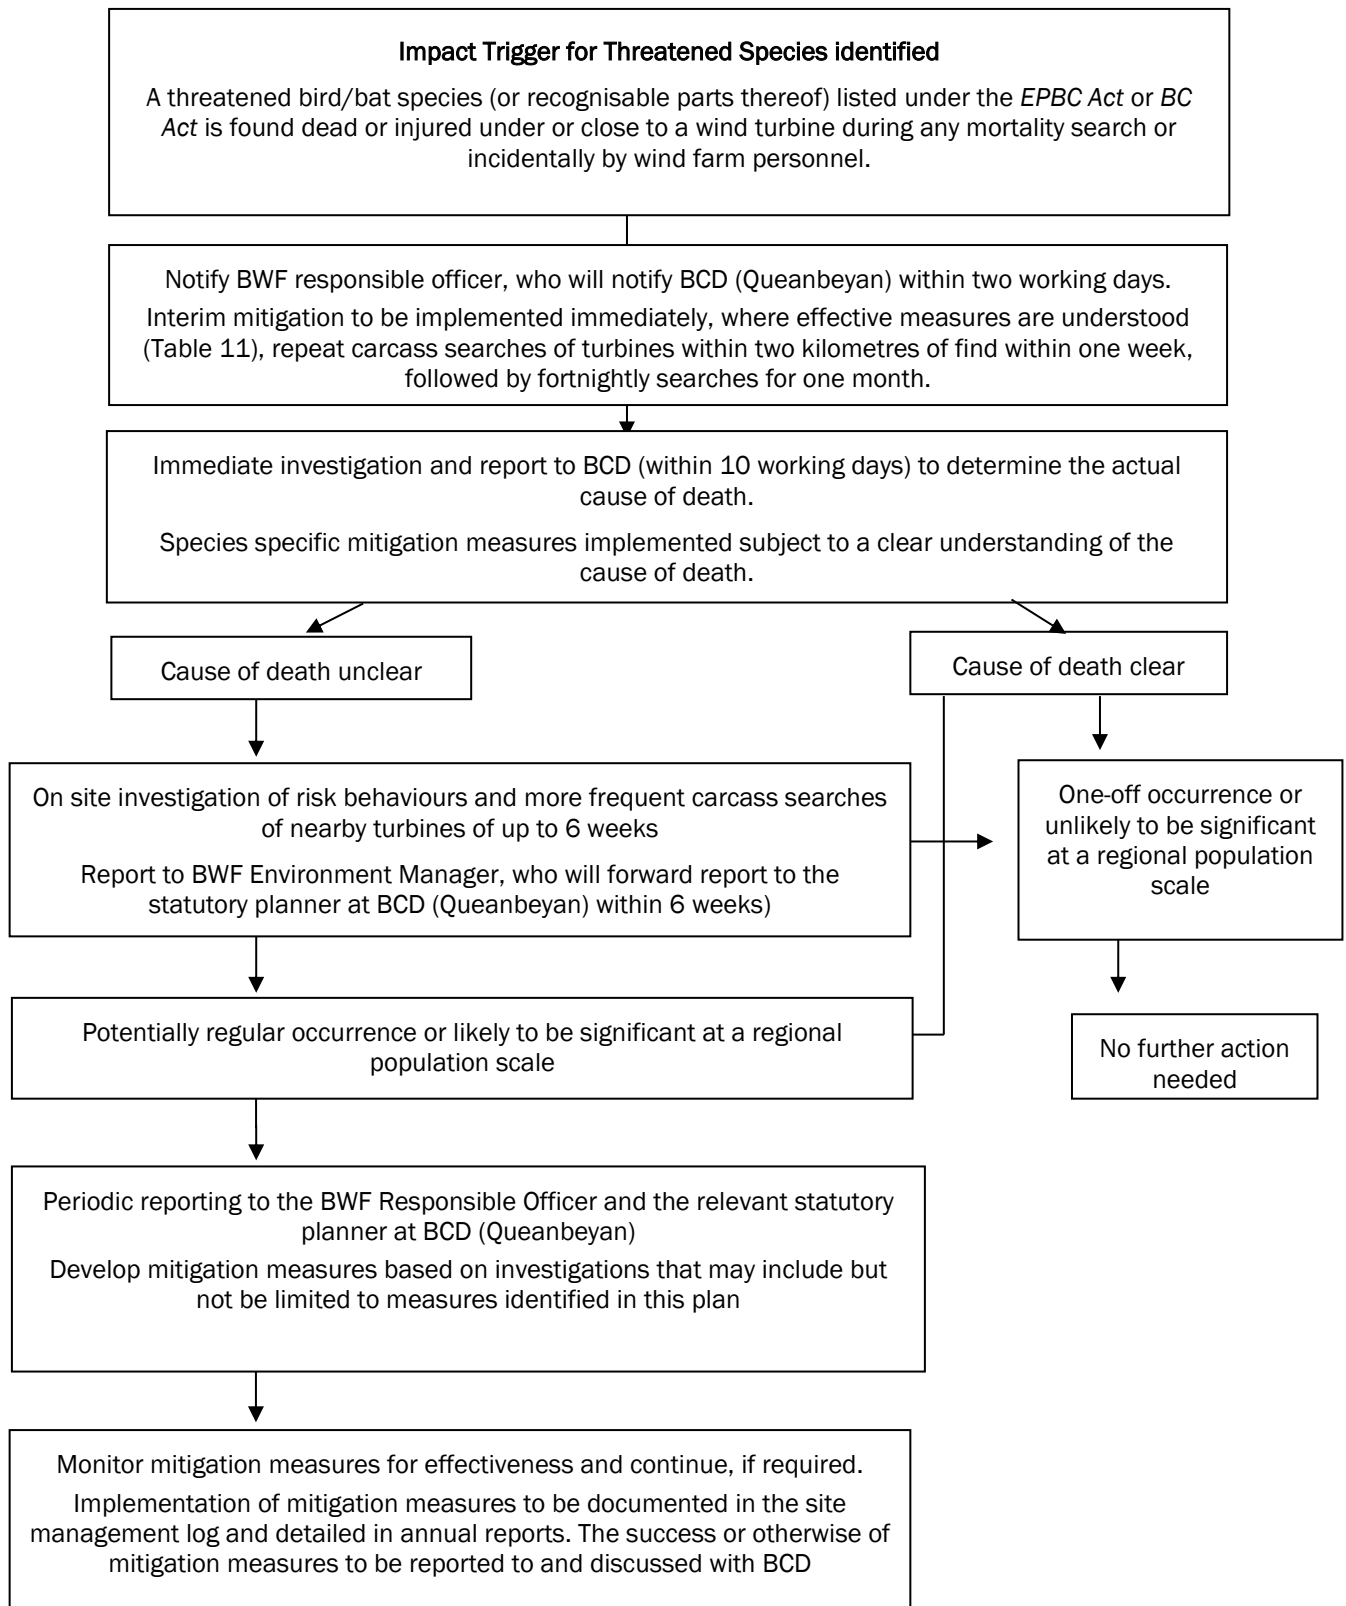 Impact Trigger for Threatened Species identified
A threatened bird/bat species (or recognisable parts thereof) listed under the EPBC Act or BC
Act is found dead or injured under or close to a wind turbine during any mortality search or
incidentally by wind farm personnel.
Notify BWF responsible officer, who will notify BCD (Queanbeyan) within two working days.
Interim mitigation to be implemented immediately, where effective measures are understood
(Table 11), repeat carcass searches of turbines within two kilometres of find within one week,
followed by fortnightly searches for one month.
Immediate investigation and report to BCD (within 10 working days) to determine the actual
cause of death.
Species specific mitigation measures implemented subject to a clear understanding of the
cause of death.
Cause of death unclear
Cause of death clear
On site investigation of risk behaviours and more frequent carcass searches
of nearby turbines of up to 6 weeks
Report to BWF Environment Manager, who will forward report to the
statutory planner at BCD (Queanbeyan) within 6 weeks)
One-off occurrence or
unlikely to be significant
at a regional population
scale
Potentially regular occurrence or likely to be significant at a regional
population scale
No further action
needed
Periodic reporting to the BWF Responsible Officer and the relevant statutory
planner at BCD (Queanbeyan)
Develop mitigation measures based on investigations that may include but
not be limited to measures identified in this plan
Monitor mitigation measures for effectiveness and continue, if required.
Implementation of mitigation measures to be documented in the site
management log and detailed in annual reports. The success or otherwise of
mitigation measures to be reported to and discussed with BCD